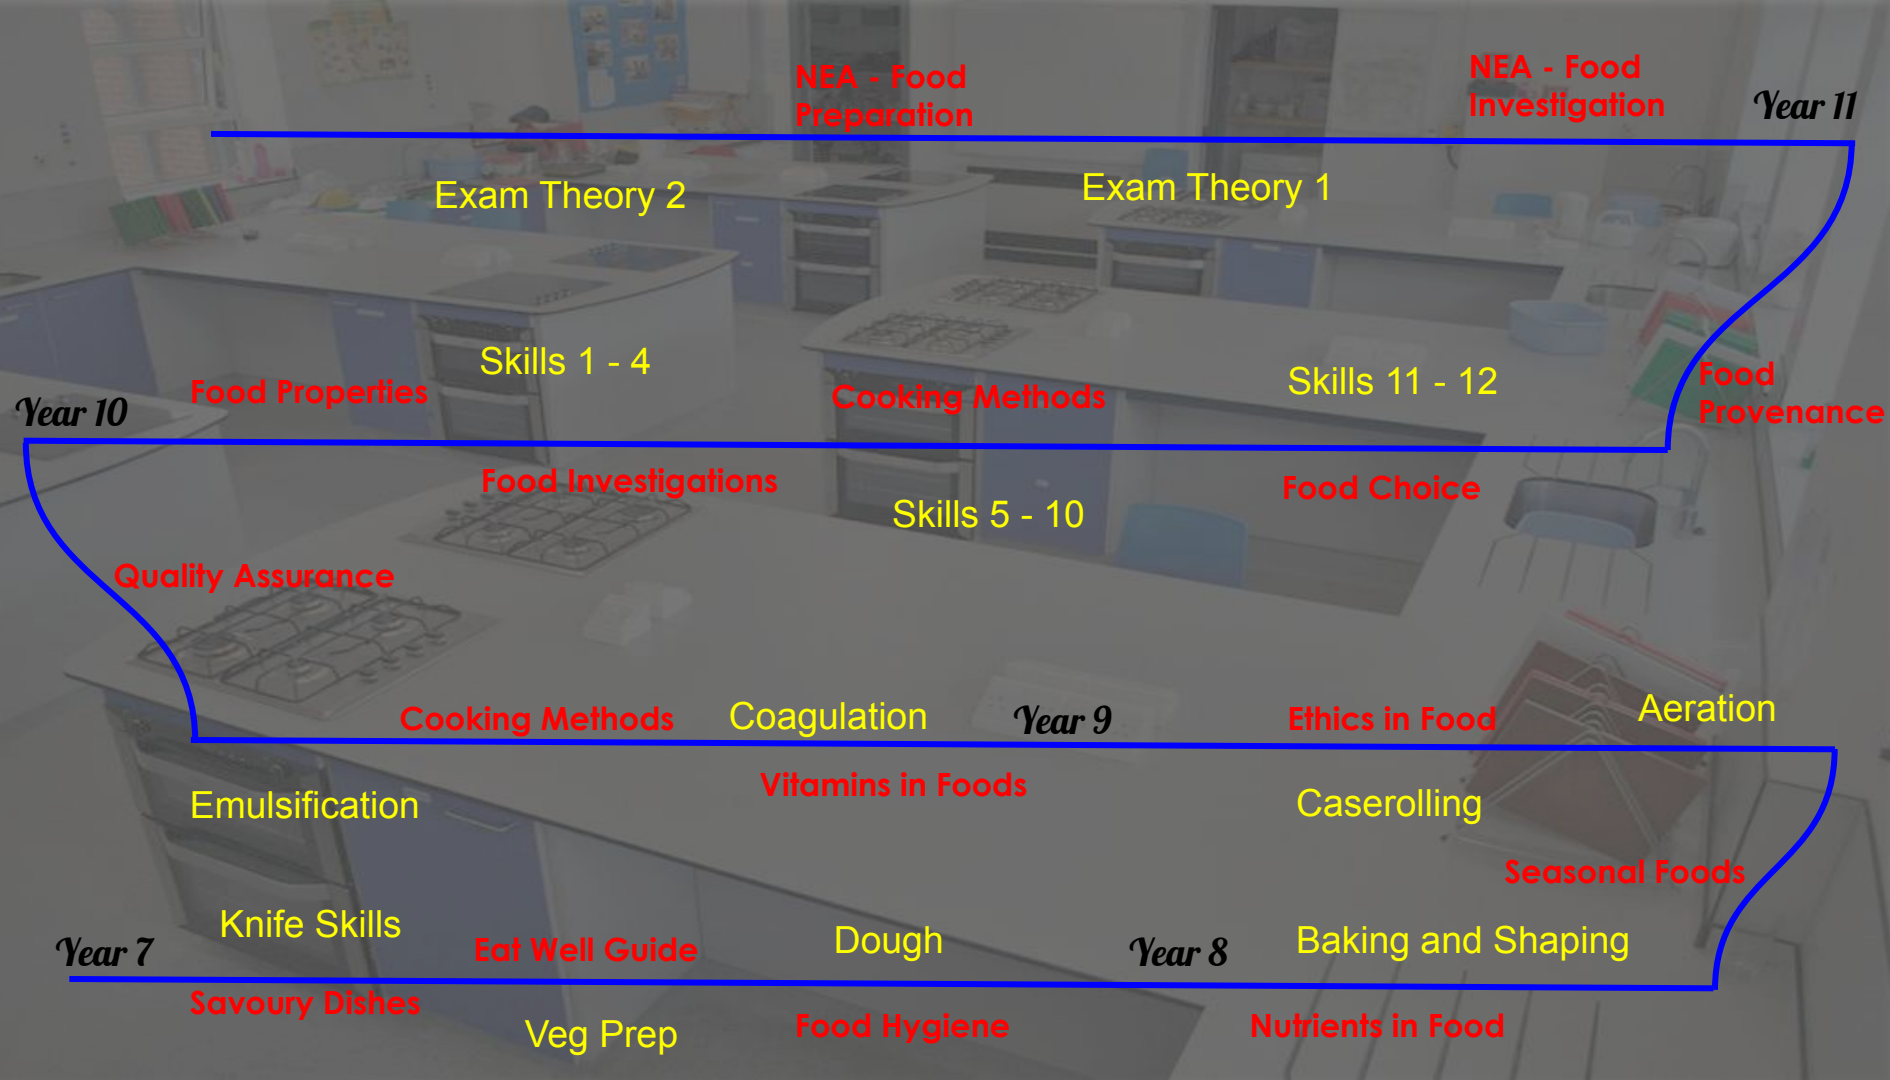 NEA - Food
Preparation
NEA - Food
Investigation
Year 11
Exam Theory 2
Exam Theory 1
Skills 1 - 4
Food Properties
Year 10
Cooking Methods
Skills 11 - 12
Food
Provenance
Food Investigations
Skills 5 - 10
Food Choice
Quality Assurance
Cooking Methods
Coagulation
Year 9
Ethics in Food
Aeration
Emulsification
Vitamins in Foods
Caserolling
Seasonal Foods
Knife Skills
Year 7
Eat Well Guide
Dough
Year 8
Baking and Shaping
Savoury Dishes
Veg Prep
Food Hygiene
Nutrients in Food